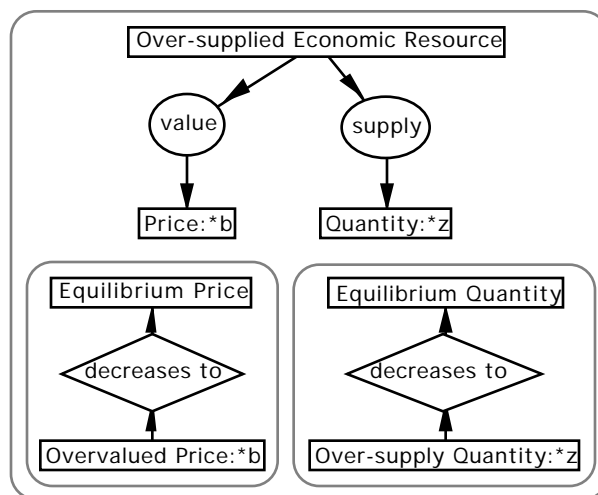 Over-supplied Economic Resource
value
supply
Price:*b
Quantity:*z
Equilibrium Price
decreases to
Overvalued Price:*b
Equilibrium Quantity
decreases to
Over-supply Quantity:*z